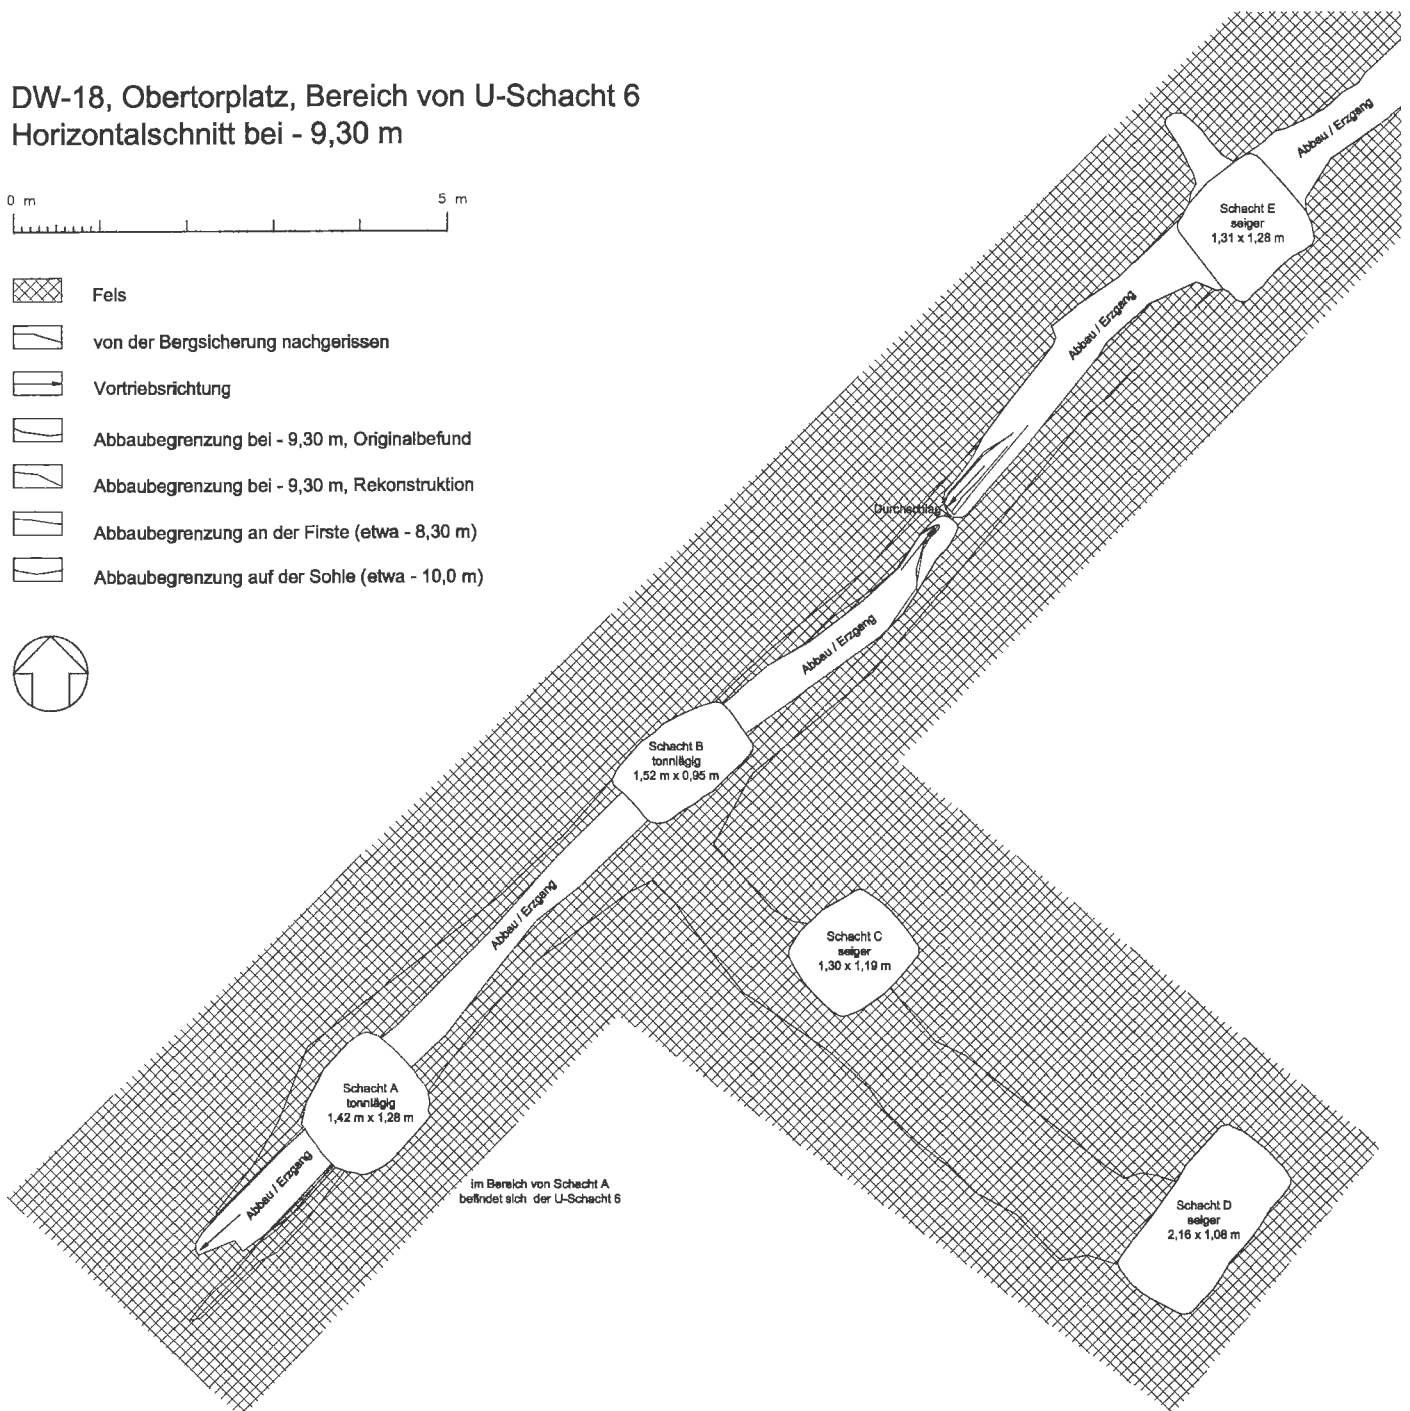 DW-18, Obertorplatz, Bereich von U-Schacht 6
Horizontalschnitt bei - 9,30 m
0 m
5 m
Fels
von der Bergsicherung nachgerissen
Vortriebsrichtung
Abbaubegrenzung bei - 9,30 m, Originalbefund
Abbaubegrenzung bei - 9,30 m, Rekonstruktion
Abbaubegrenzung an der Firste (etwa - 8,30 m)
Abbaubegrenzung auf der Sohle (etwa - 10,0 m)
Abbau / Erzgang
Schacht E
seiger
1,31 x 1,28 m
Abbau / Erzgang
Durchschlag
Abbau / Erzgang
Schacht B
tonnlägig
1,52 m x 0,95 m
Abbau / Erzgang
Schacht C
seiger
1,30 x 1,19 m
Schacht A
tonnlägig
1,42 m x 1,28 m
Abbau / Erzgang
im Bereich von Schacht A
befindet sich der U-Schacht 6
Schacht D
seiger
2,16 x 1,08 m